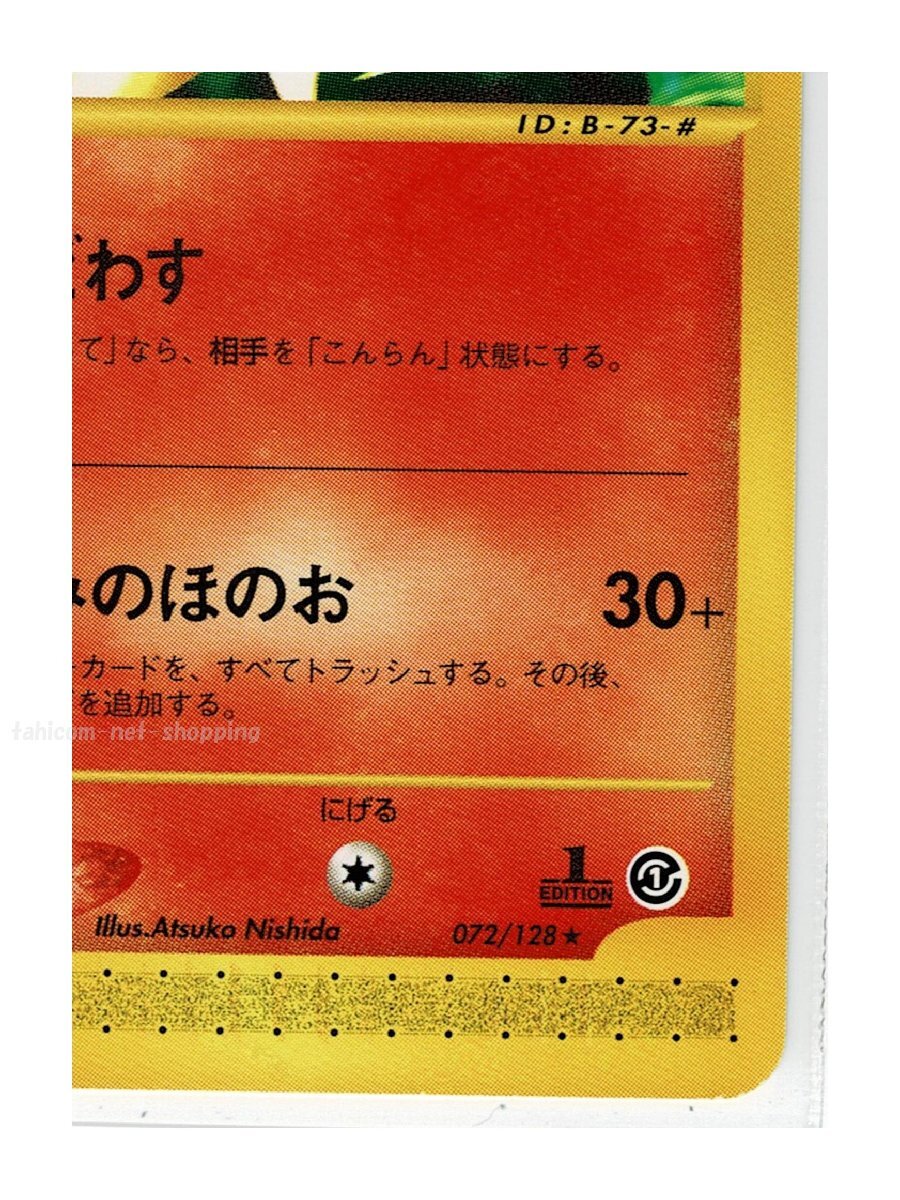 ID:B-73-#
わす
て」なら、相手を「こんらん」状態にする。
のほのお 30+
カードを、すべてトラッシュする。その後、
を追加する。
tahicom-net-shopping
にげる
1
EDITION
1
Illus.Atsuko Nishida 072/128★